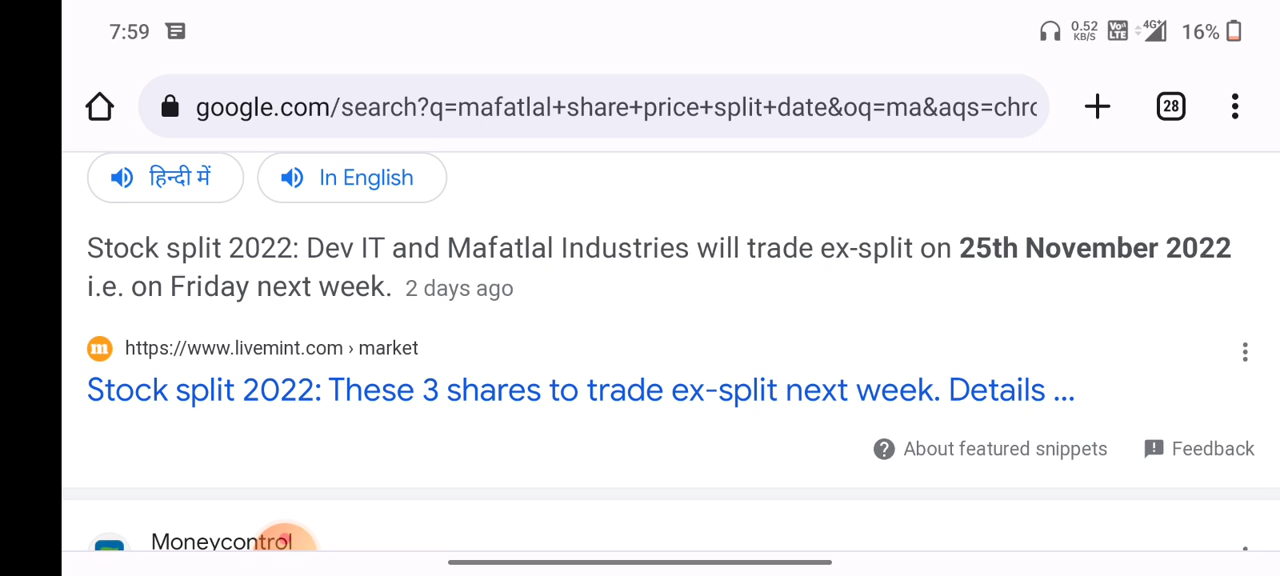 7:59 0.52 KB/S Vo)) LTE 4G+ 16%
google.com/search?q=mafatlal+share+price+split+date&oq=ma&aqs=chro 28
हिन्दी में In English
Stock split 2022: Dev IT and Mafatlal Industries will trade ex-split on 25th November 2022
i.e. on Friday next week. 2 days ago
m https://www.livemint.com › market
Stock split 2022: These 3 shares to trade ex-split next week. Details ...
About featured snippets Feedback
Moneycontrol